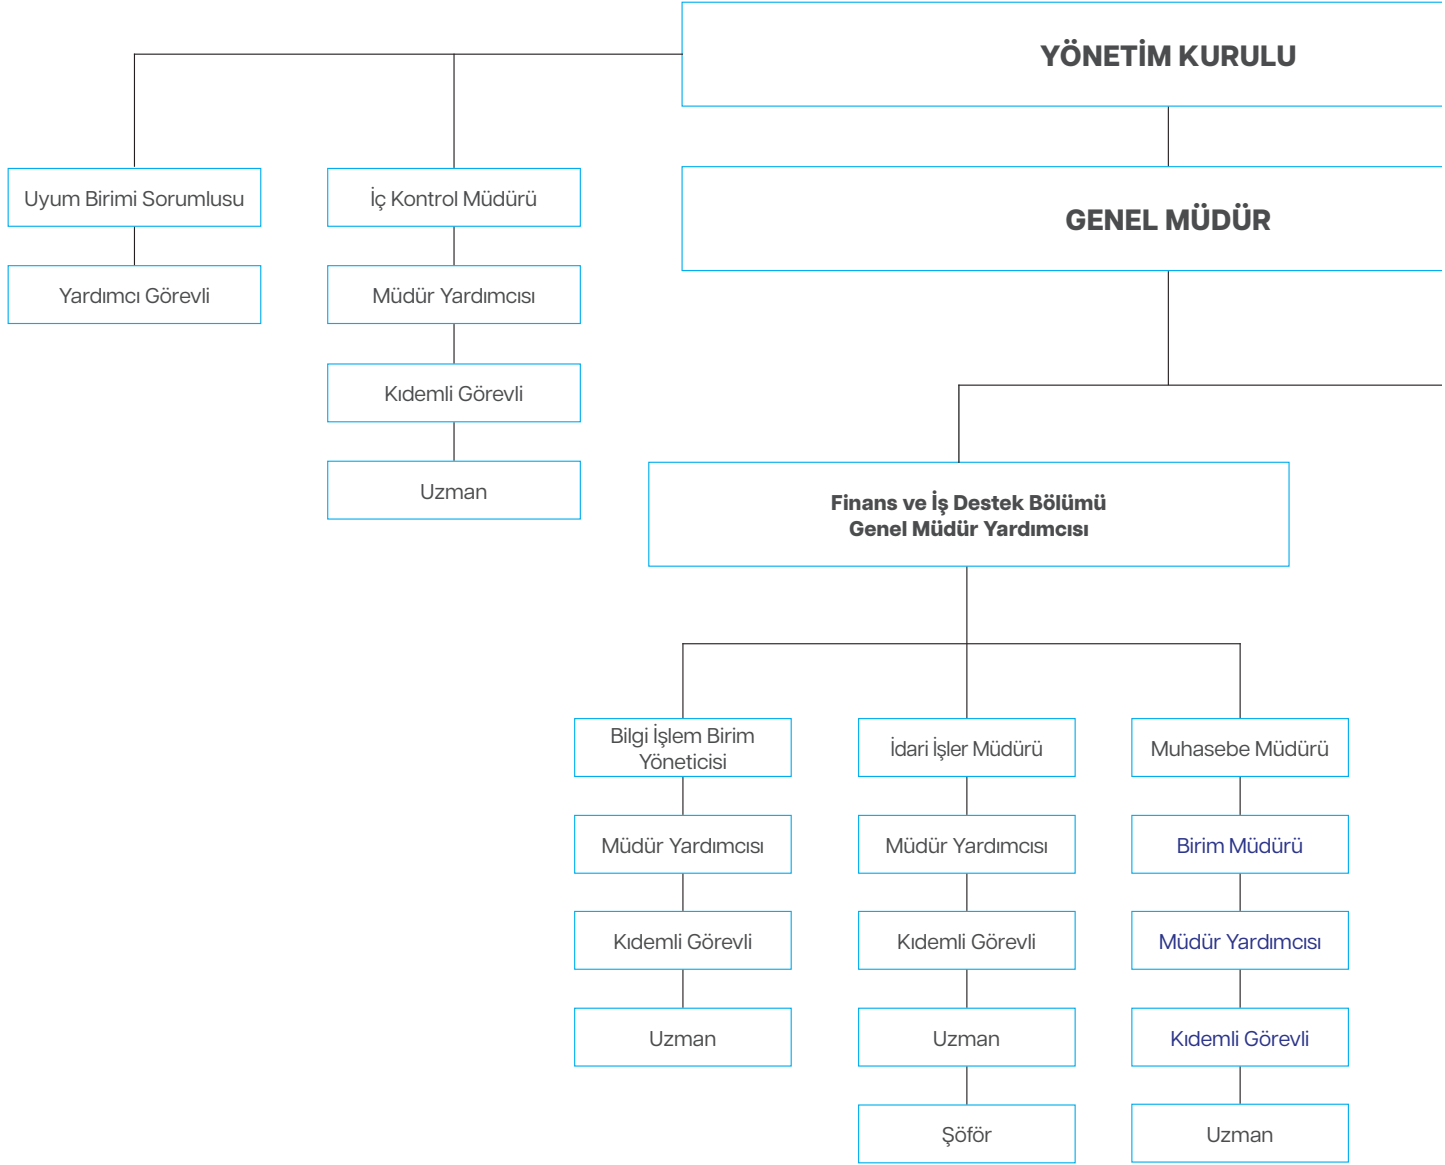 YÖNETİM KURULU
Uyum Birimi Sorumlusu
İç Kontrol Müdürü
GENEL MÜDÜR
Yardımcı Görevli
Müdür Yardımcısı
Kıdemli Görevli
Uzman
Finans ve İş Destek Bölümü
Genel Müdür Yardımcısı
Bilgi İşlem Birim
Yöneticisi
Müdür Yardımcısı
Kıdemli Görevli
Uzman
İdari İşler Müdürü
Müdür Yardımcısı
Kıdemli Görevli
Uzman
Şöför
Muhasebe Müdürü
Birim Müdürü
Müdür Yardımcısı
Kıdemli Görevli
Uzman